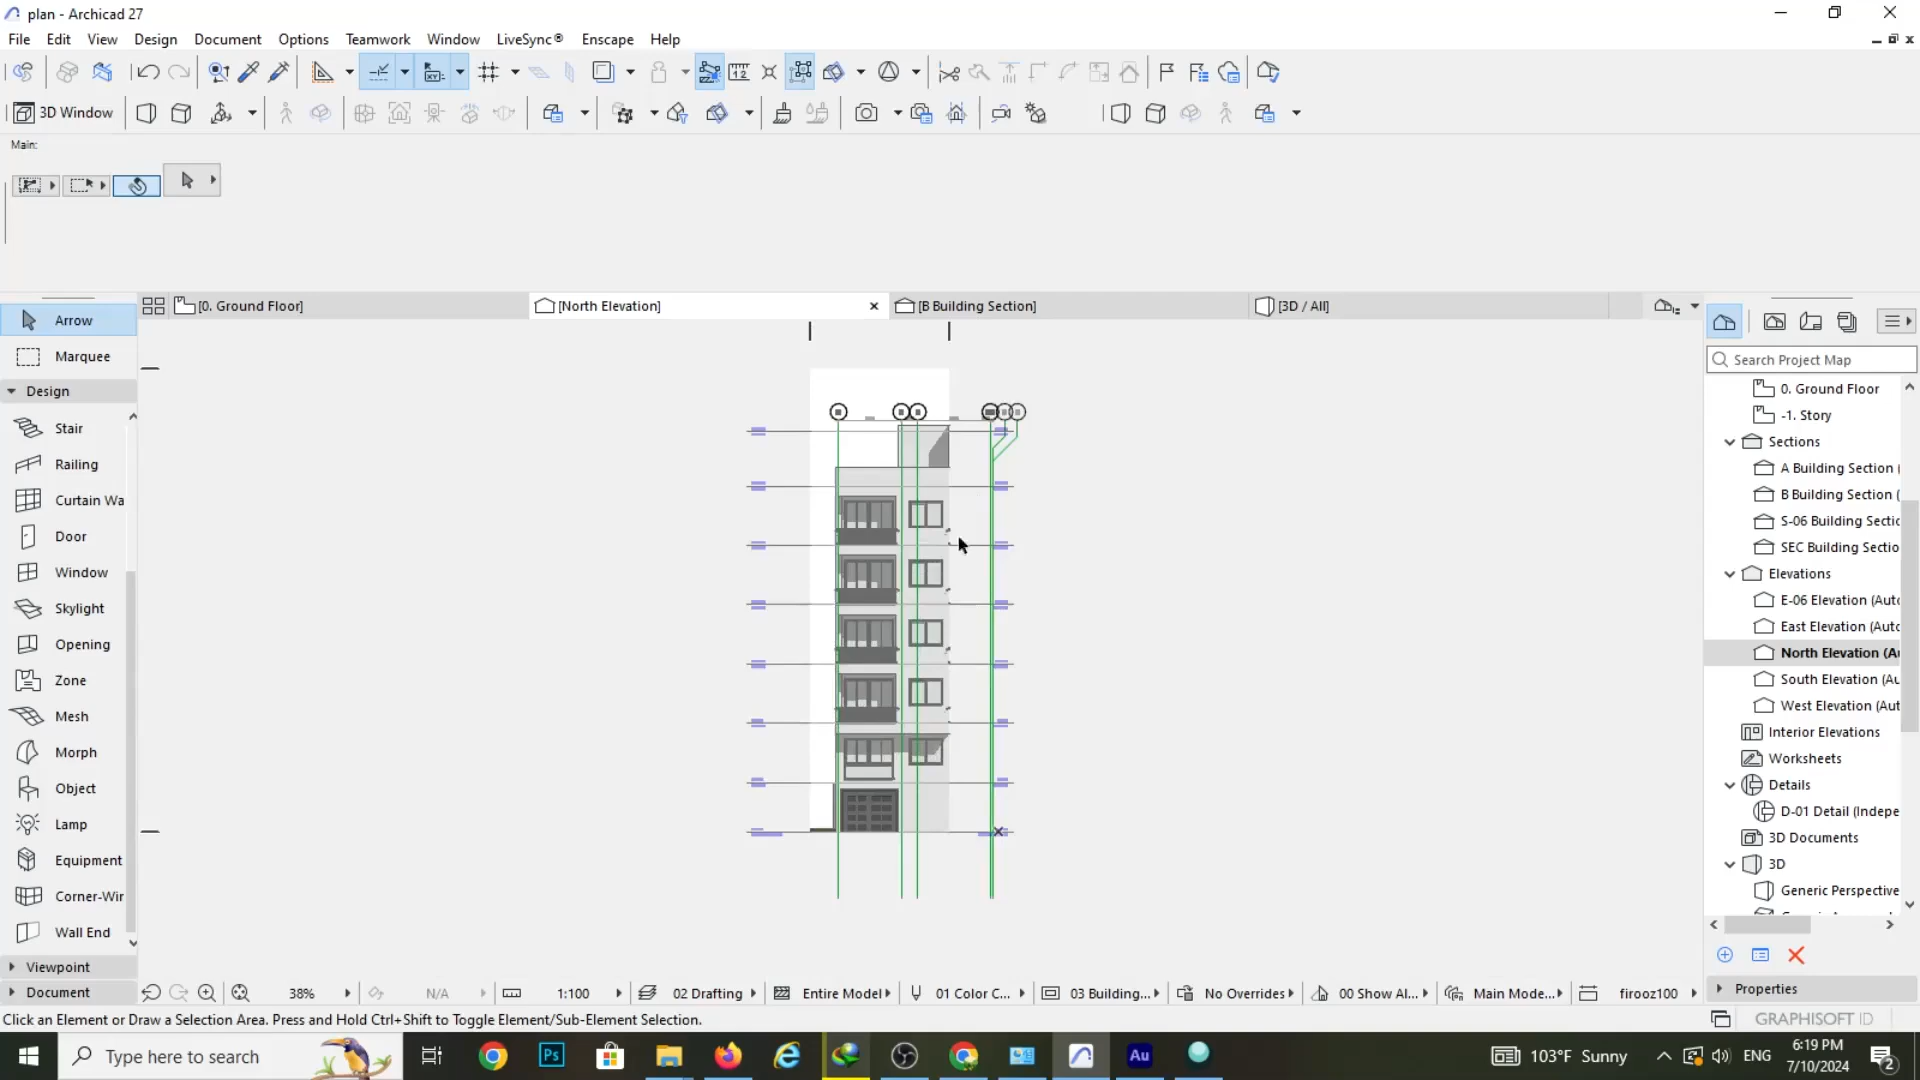 plan - Archicad 27
File Edit View Design Document Options Teamwork Window LiveSync® Enscape Help
3D Window
Main:
[0. Ground Floor] [North Elevation] [B Building Section] [3D / All]
Arrow
Marquee
Design
Stair
Railing
Curtain Wa
Door
Window
Skylight
Opening
Zone
Mesh
Morph
Object
Lamp
Equipment
Corner-Wir
Wall End
Viewpoint
Document
Search Project Map
0. Ground Floor
-1. Story
Sections
A Building Section
B Building Section (
S-06 Building Sectic
SEC Building Sectio
Elevations
E-06 Elevation (Auto
East Elevation (Auto
North Elevation (Au
South Elevation (Au
West Elevation (Aut
Interior Elevations
Worksheets
Details
D-01 Detail (Indepe
3D Documents
3D
Generic Perspective
Properties
38% N/A 1:100 02 Drafting Entire Model 01 Color C... 03 Building... No Overrides 00 Show Al... Main Mode... firooz100
Click an Element or Draw a Selection Area. Press and Hold Ctrl+Shift to Toggle Element/Sub-Element Selection.
GRAPHISOFT ID
Type here to search
Ps
Au
103°F Sunny
ENG
6:19 PM
7/10/2024
2